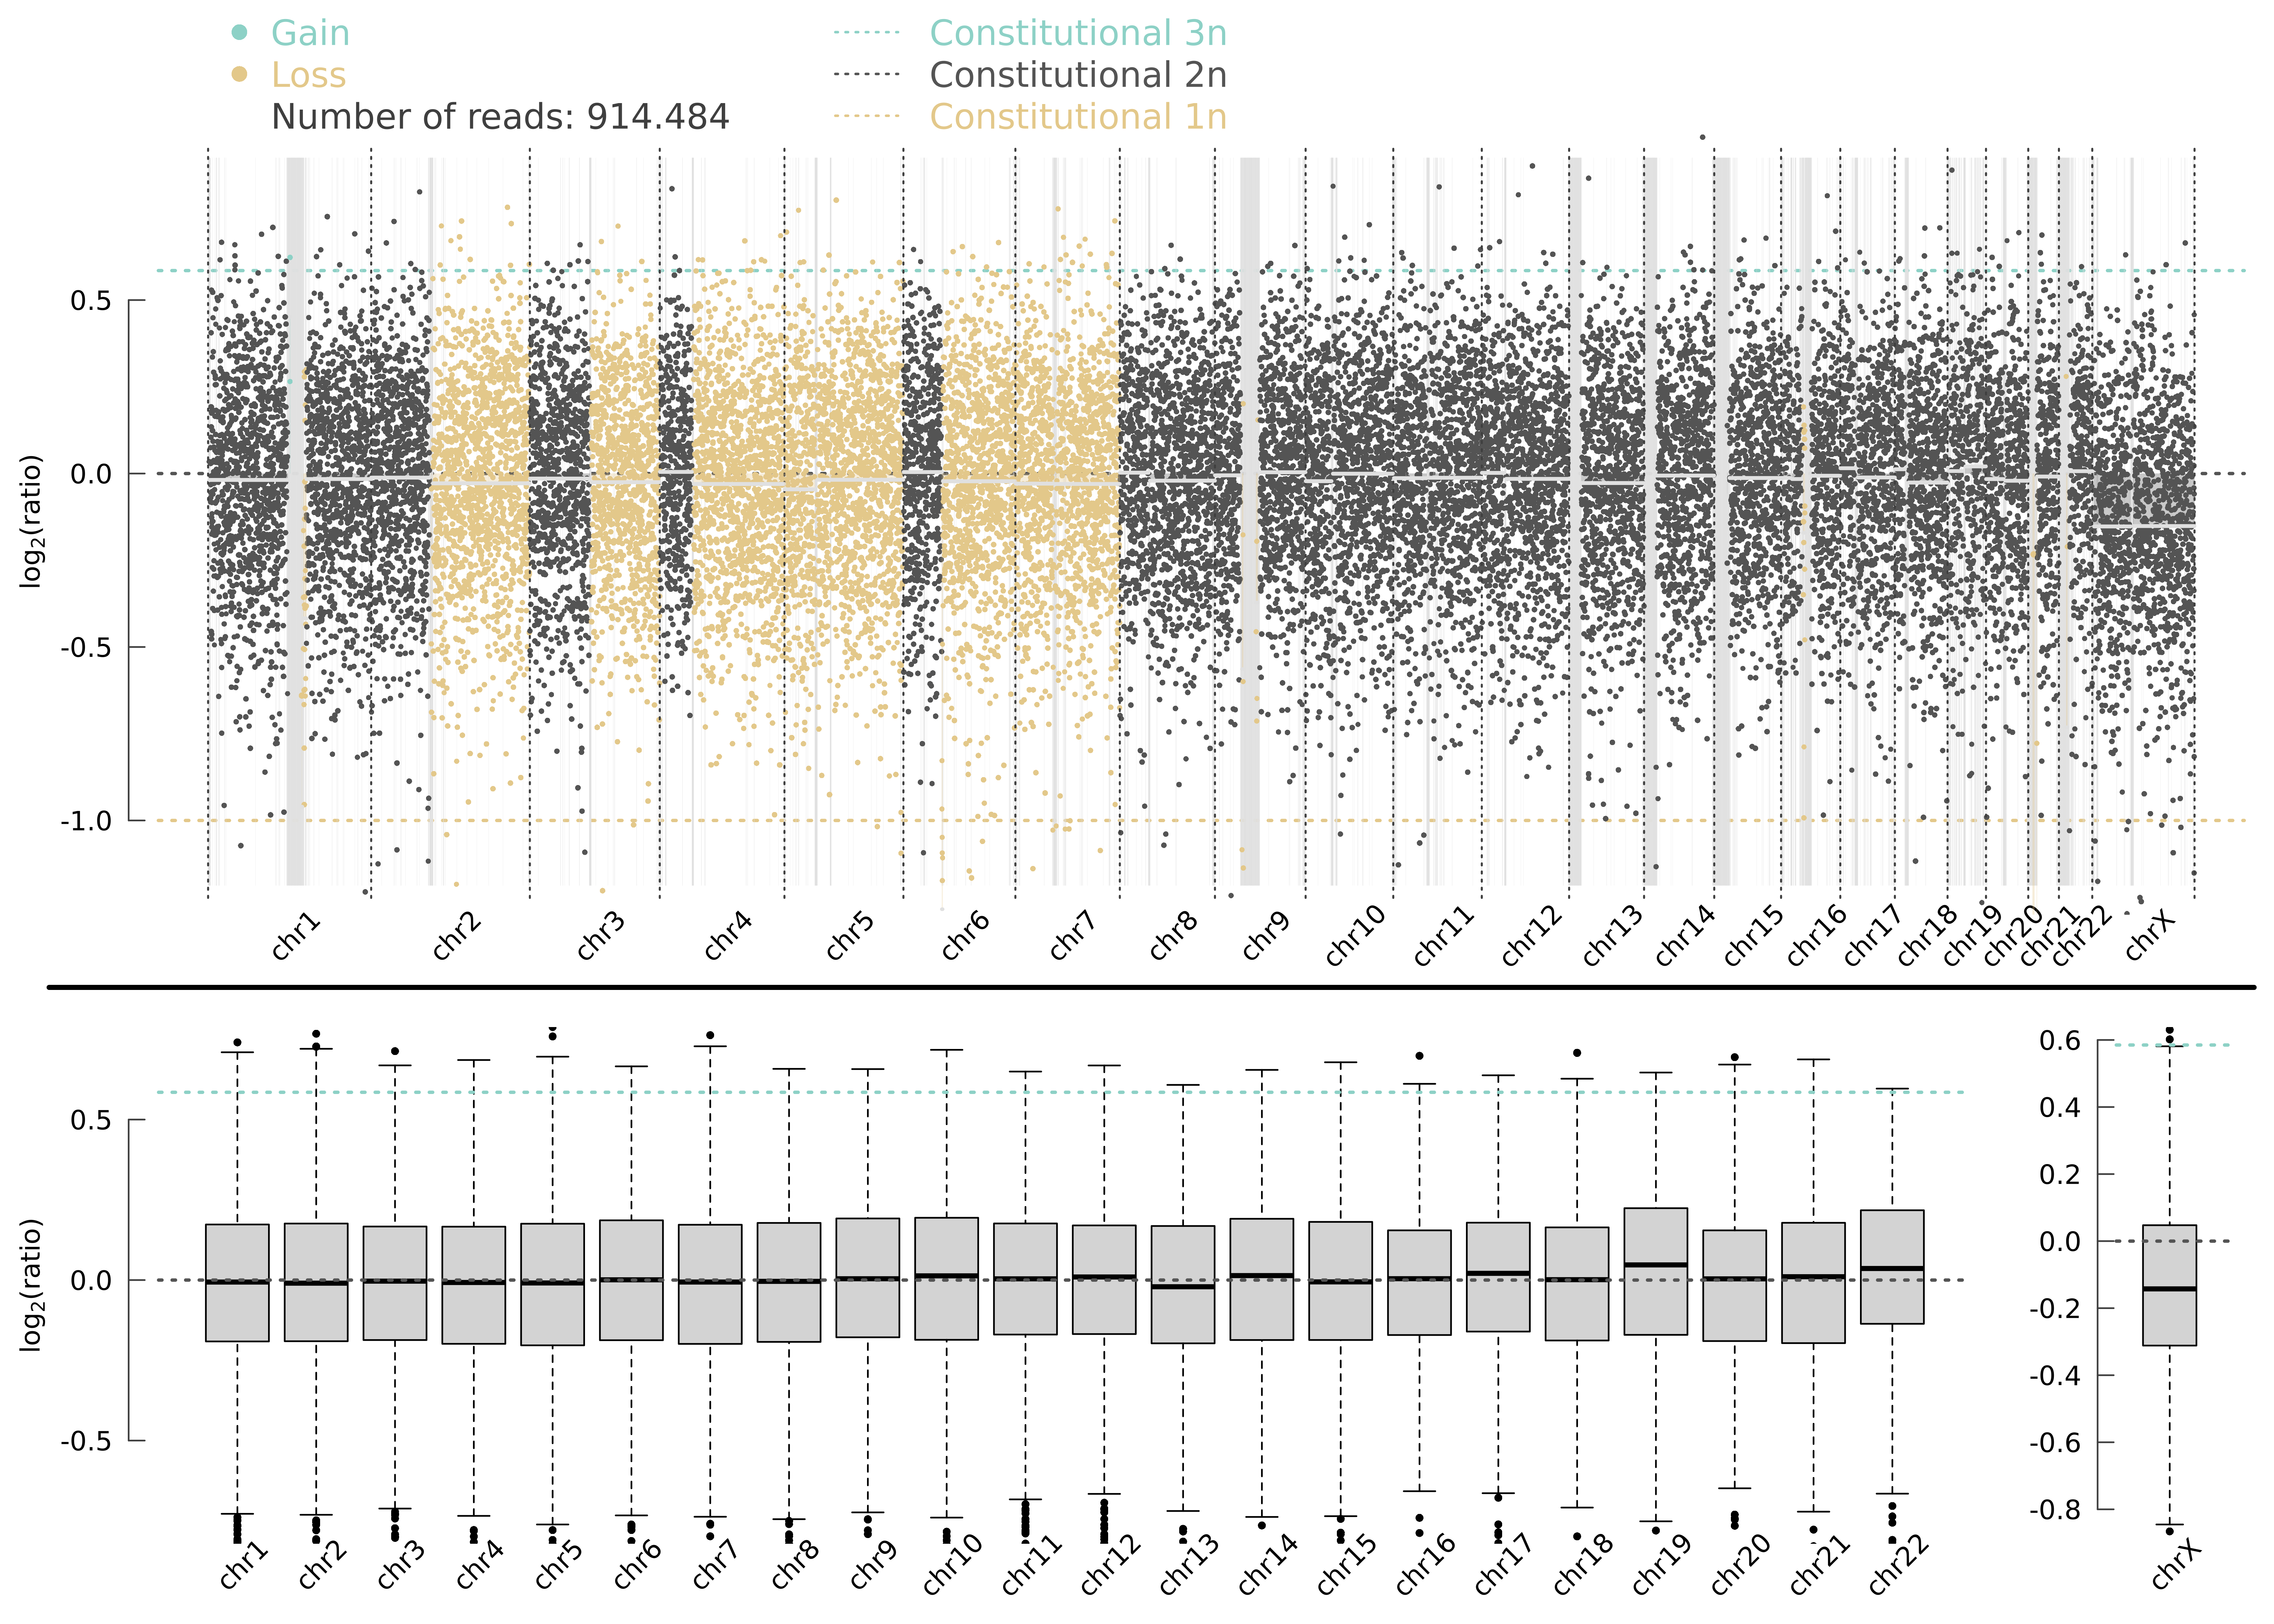 Gain
Loss
Number of reads: 914.484
Constitutional 3n
Constitutional 2n
Constitutional 1n
log2(ratio)
0.5
0.0
-0.5
-1.0
chr1 chr2 chr3 chr4 chr5 chr6 chr7 chr8 chr9 chr10 chr11 chr12 chr13 chr14 chr15 chr16 chr17 chr18 chr19 chr20 chr21 chr22 chrX
log2(ratio)
0.5
0.0
-0.5
chr1 chr2 chr3 chr4 chr5 chr6 chr7 chr8 chr9 chr10 chr11 chr12 chr13 chr14 chr15 chr16 chr17 chr18 chr19 chr20 chr21 chr22
0.6
0.4
0.2
0.0
-0.2
-0.4
-0.6
-0.8
chrX